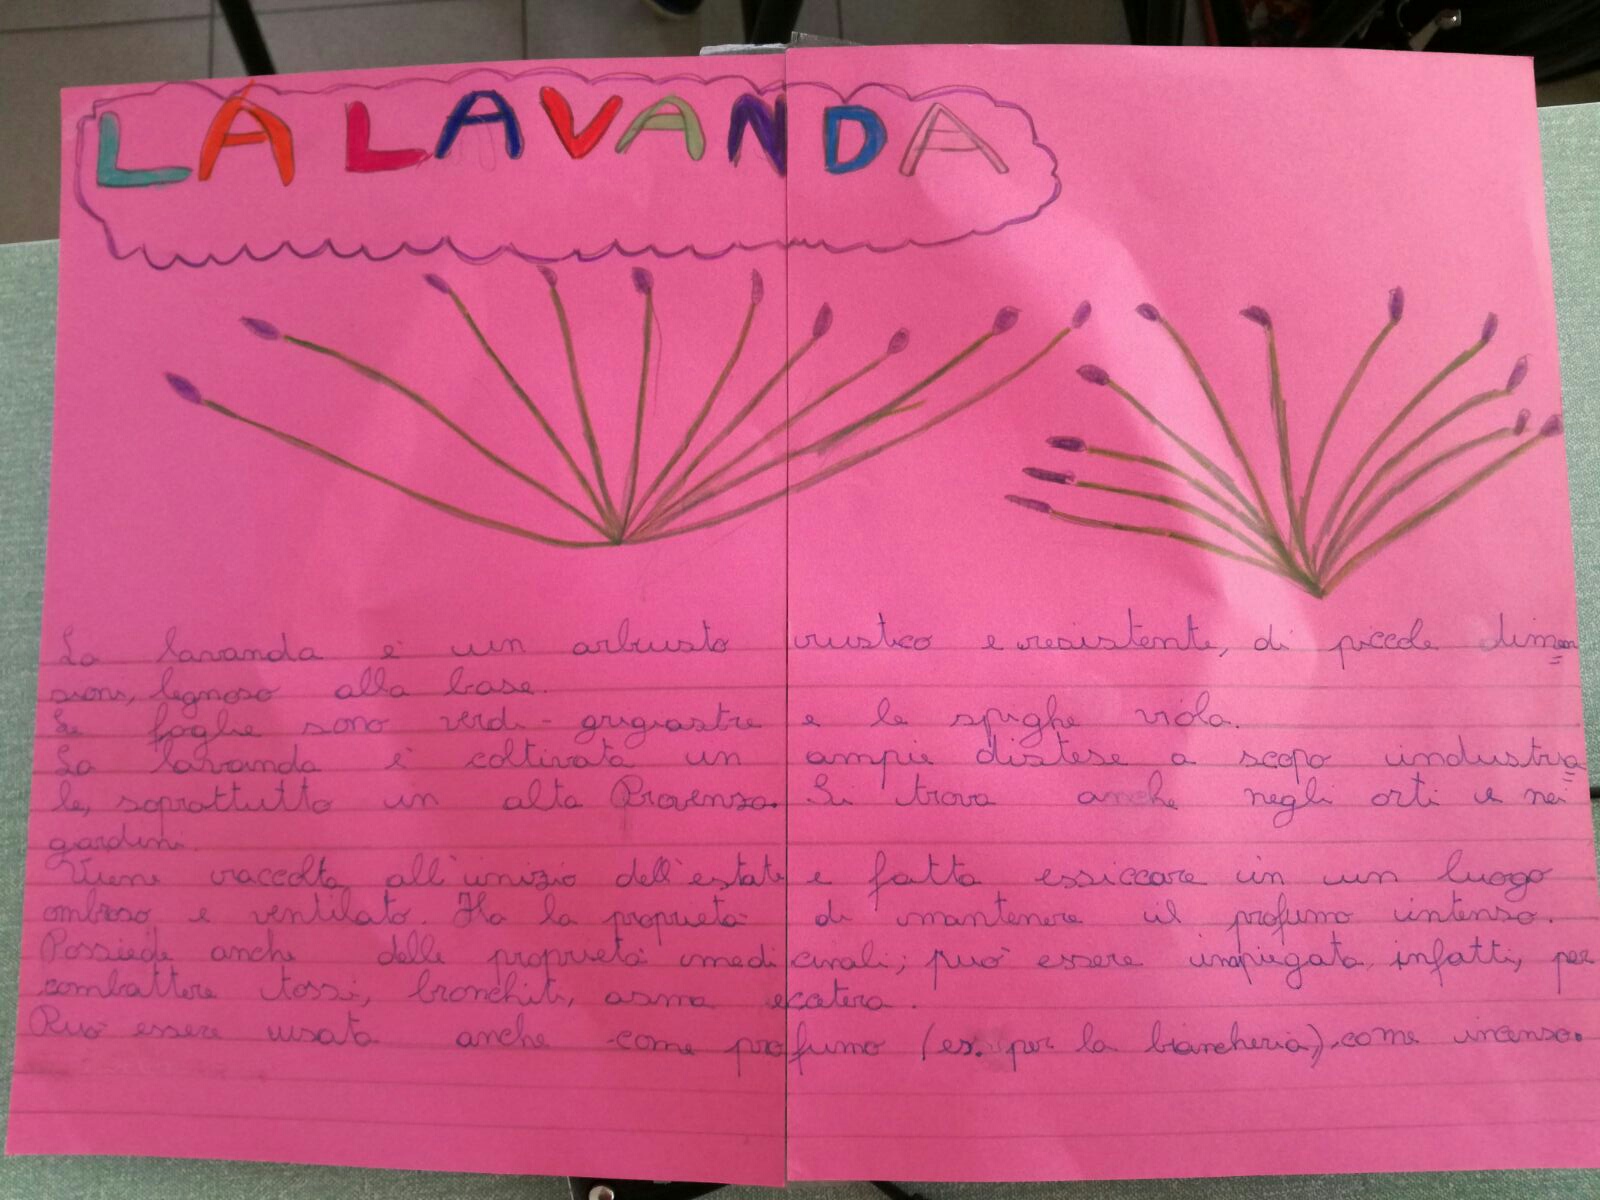 LA LAVANDA
La lavanda è un arbusto rustico e resistente, di piccole dimen
sioni, legnoso alla base.
Le foglie sono verdi - grigiastre e le spighe viola.
La lavanda è coltivata in ampie distese a scopo industria
le, soprattutto in alta Provenza. Si trova anche negli orti e nei
giardini.
Viene raccolta all'inizio dell'estate e fatta essiccare in un luogo
ombroso e ventilato. Ha la proprietà di mantenere il profumo intenso.
Possiede anche delle proprietà medicinali; può essere impiegata infatti, per
combattere tossi, bronchiti, asma eccetera.
Può essere usata anche come profumo (es. per la biancheria), come incenso.